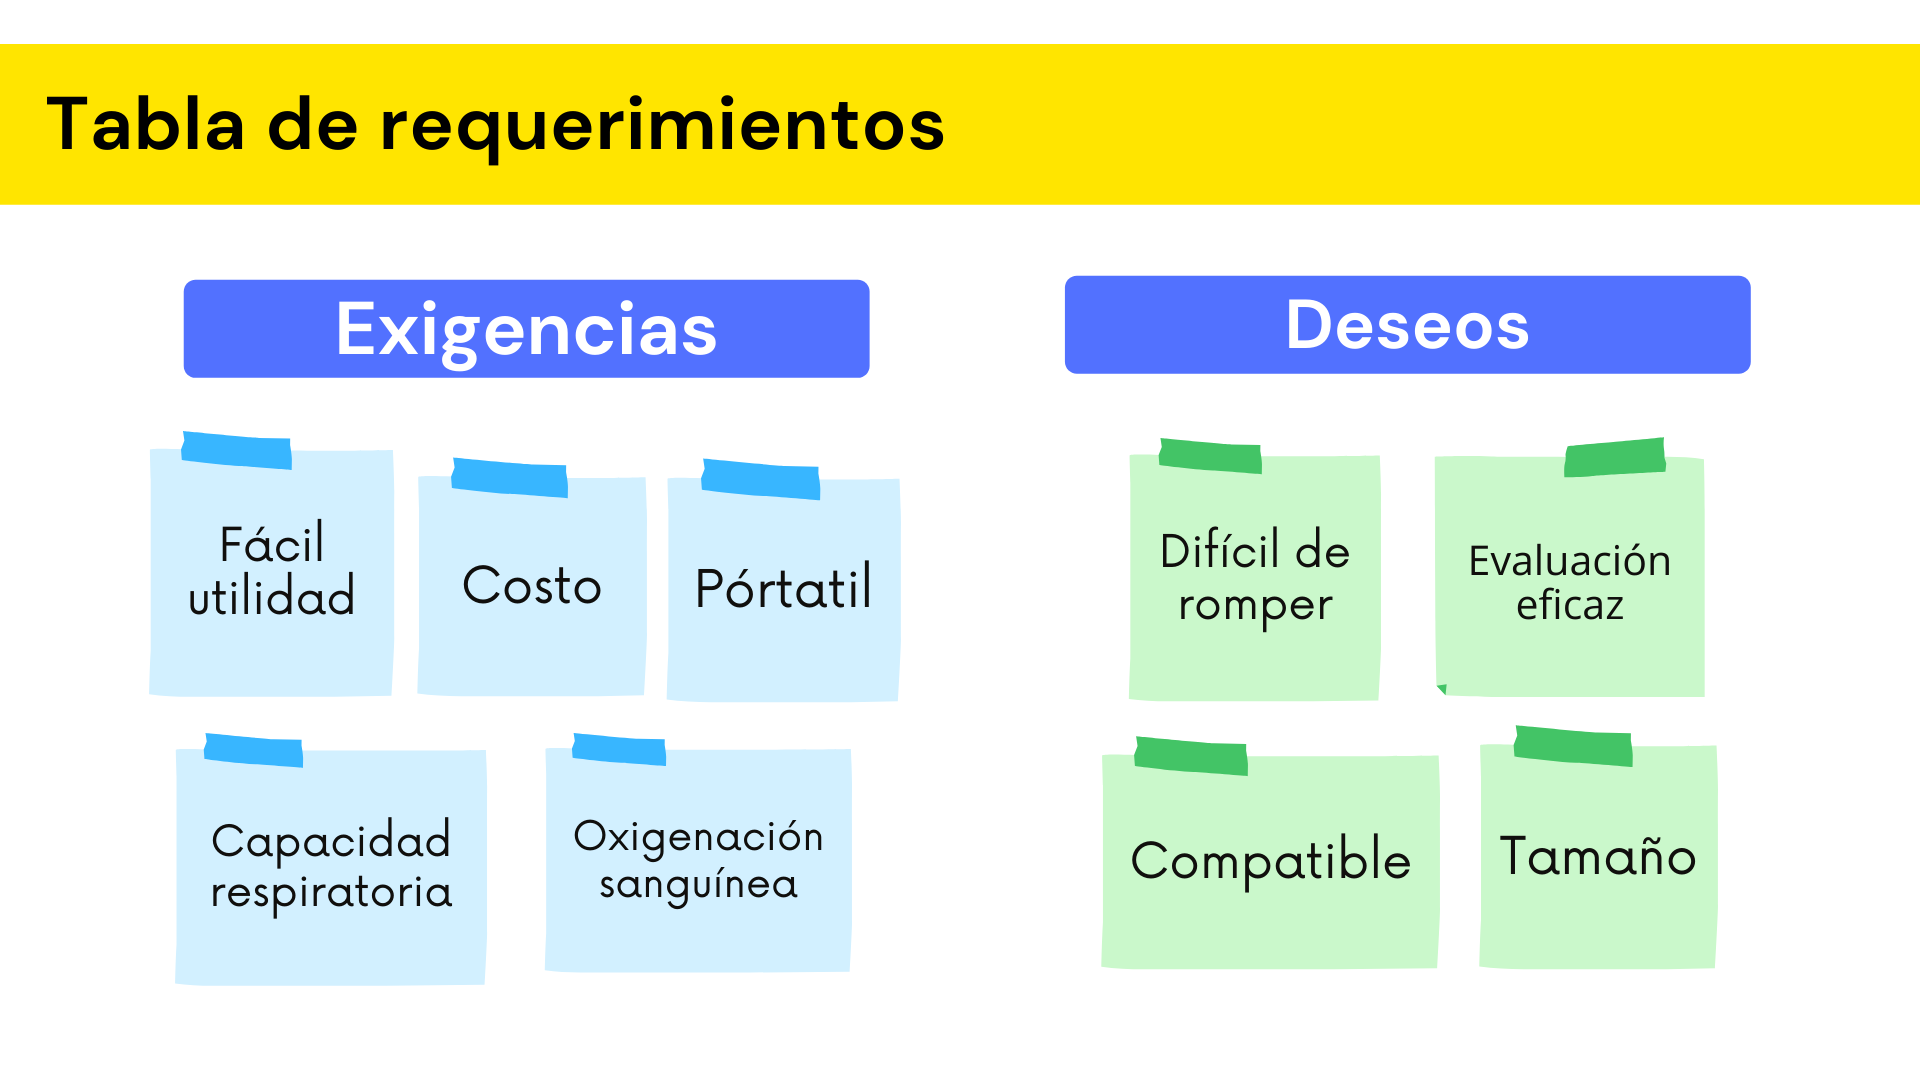 Tabla de requerimientos
Exigencias
Fácil
utilidad
Costo
Pórtatil
Capacidad
respiratoria
Oxigenación
sanguínea
Deseos
Difícil de
romper
Evaluación
eficaz
Compatible
Tamaño